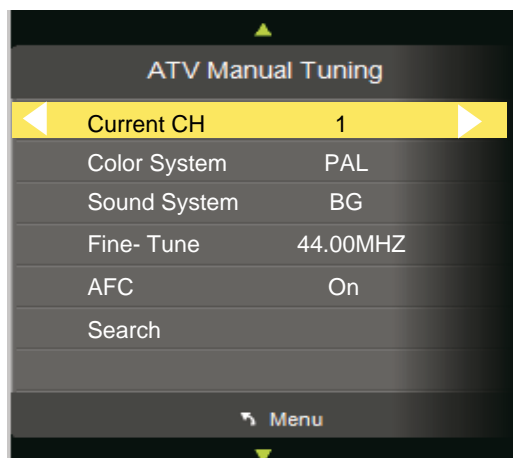 ATV Manual Tuning
Current CH 1
Color System PAL
Sound System BG
Fine- Tune 44.00MHZ
AFC On
Search
Menu